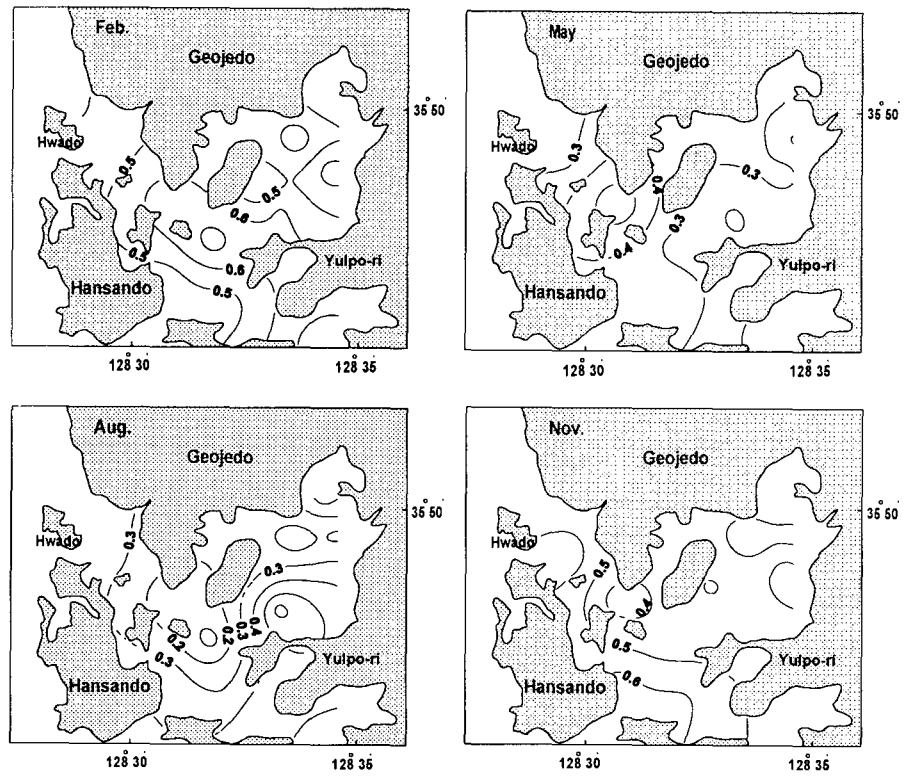 Feb.
Geojedo
Hwado
0.5
0.5
0.6
0.5
0.6
0.5
Hansando
Yulpo-ri
35° 50'
128 30'
128 35'
May
Geojedo
Hwado
0.3
0.4
0.3
0.3
0.4
Hansando
Yulpo-ri
35° 50'
128 30'
128 35'
Aug.
Geojedo
Hwado
0.3
0.3
0.2
0.3
0.4
0.2
0.3
Hansando
Yulpo-ri
35° 50'
128 30'
128 35'
Nov.
Geojedo
Hwado
0.5
0.4
0.5
0.6
Hansando
Yulpo-ri
35° 50'
128 30'
128 35'